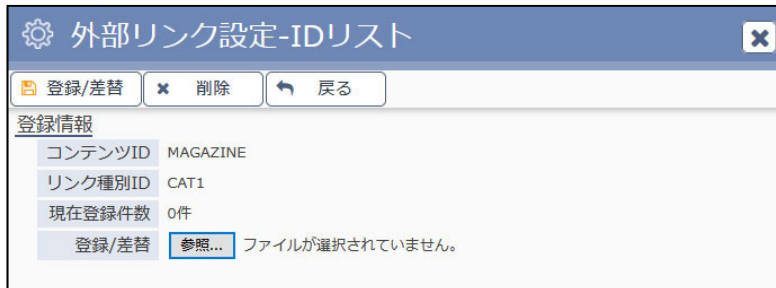 外部リンク設定-IDリスト
登録/差替 削除 戻る
登録情報
コンテンツID MAGAZINE
リンク種別ID CAT1
現在登録件数 0件
登録/差替 参照... ファイルが選択されていません。